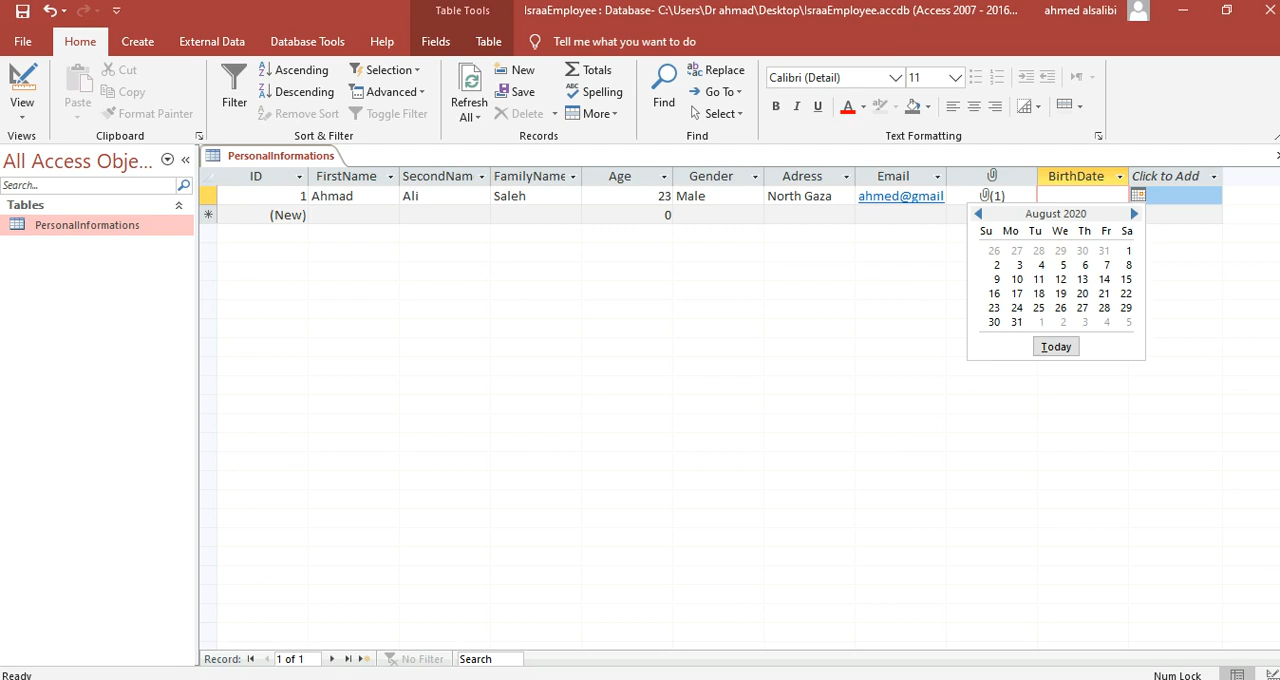 Table Tools
IsraaEmployee : Database- C:\Users\Dr ahmad\Desktop\IsraaEmployee.accdb (Access 2007 - 2016...
ahmed alsalibi
File Home Create External Data Database Tools Help Fields Table Tell me what you want to do
View
Views
Paste
Cut
Copy
Format Painter
Clipboard
Filter
Ascending
Descending
Remove Sort
Selection
Advanced
Toggle Filter
Sort & Filter
Refresh
All
New
Save
Delete
Totals
Spelling
More
Records
Find
Replace
Go To
Select
Find
Calibri (Detail) 11
B I U A
Text Formatting
All Access Obje...
Search...
Tables
PersonalInformations
PersonalInformations
ID FirstName SecondNam FamilyName Age Gender Adress Email BirthDate Click to Add
1 Ahmad Ali Saleh 23 Male North Gaza ahmed@gmail (1)
(New) 0
August 2020
Su Mo Tu We Th Fr Sa
26 27 28 29 30 31 1
2 3 4 5 6 7 8
9 10 11 12 13 14 15
16 17 18 19 20 21 22
23 24 25 26 27 28 29
30 31 1 2 3 4 5
Today
Record: 1 of 1 No Filter Search
Ready
Num Lock